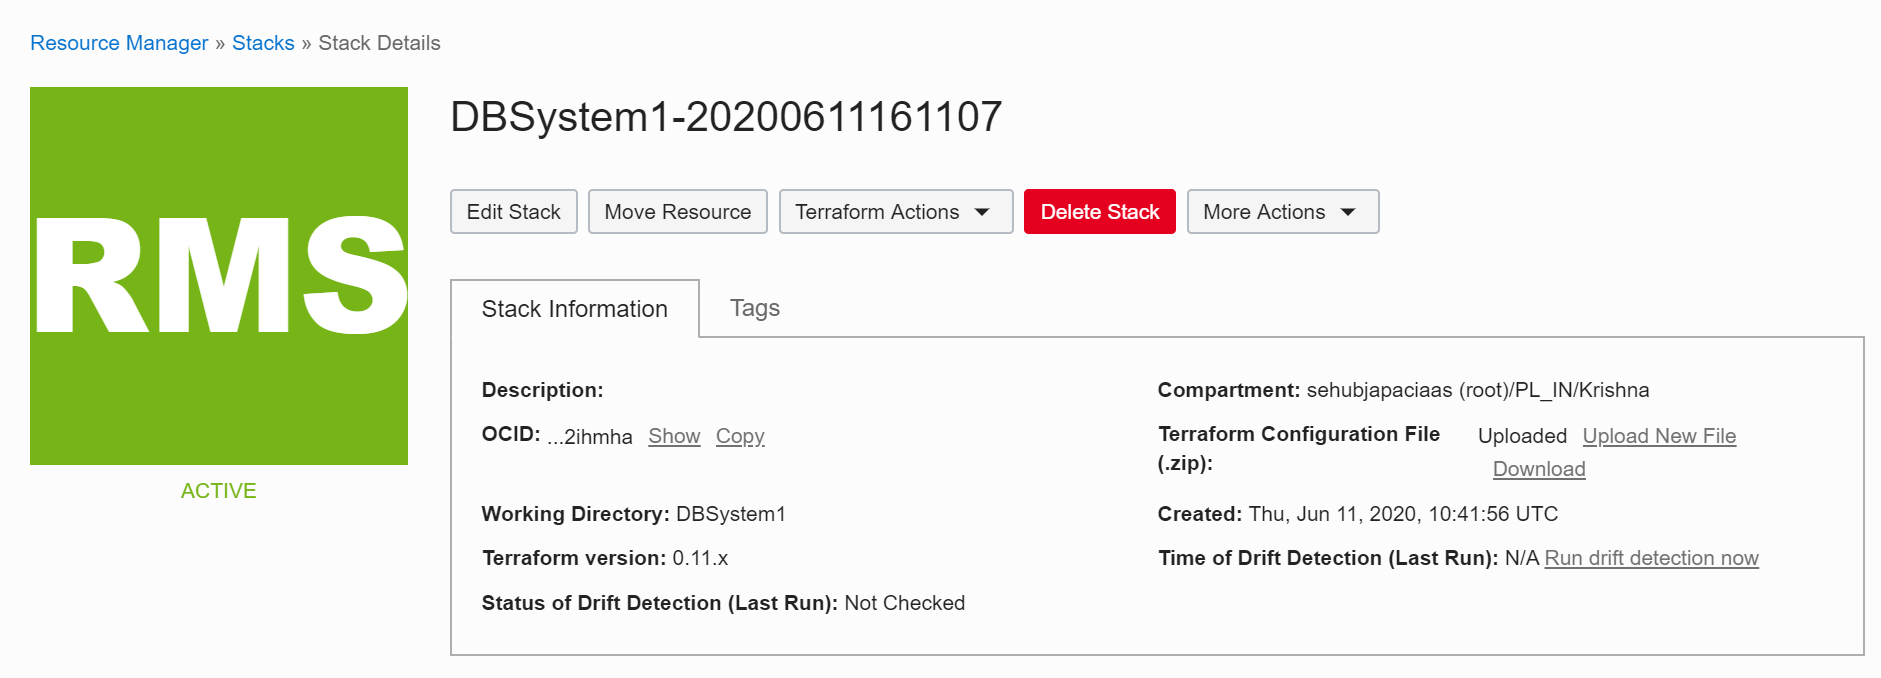 Resource Manager » Stacks » Stack Details
RMS
ACTIVE
DBSystem1-20200611161107
Edit Stack Move Resource Terraform Actions Delete Stack More Actions
Stack Information Tags
Description:
OCID: ...2ihmha Show Copy
Working Directory: DBSystem1
Terraform version: 0.11.x
Status of Drift Detection (Last Run): Not Checked
Compartment: sehubjapaciaas (root)/PL_IN/Krishna
Terraform Configuration File (.zip): Uploaded Upload New File
Download
Created: Thu, Jun 11, 2020, 10:41:56 UTC
Time of Drift Detection (Last Run): N/A Run drift detection now